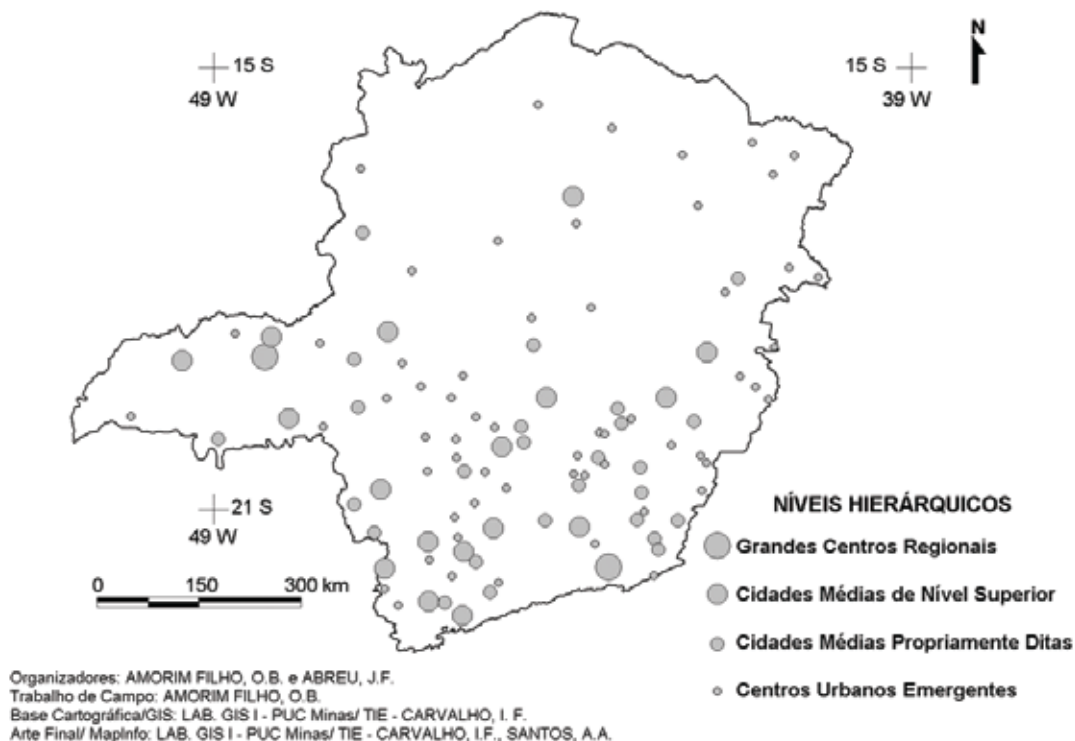 N
15 S
49 W
15 S
39 W
21 S
49 W
0 150 300 km
NÍVEIS HIERÁRQUICOS
Grandes Centros Regionais
Cidades Médias de Nível Superior
Cidades Médias Propriamente Ditas
Centros Urbanos Emergentes
Organizadores: AMORIM FILHO, O.B. e ABREU, J.F.
Trabalho de Campo: AMORIM FILHO, O.B.
Base Cartográfica/GIS: LAB. GIS I - PUC Minas/ TIE - CARVALHO, I. F.
Arte Final/ MapInfo: LAB. GIS I - PUC Minas/ TIE - CARVALHO, I.F., SANTOS, A.A.